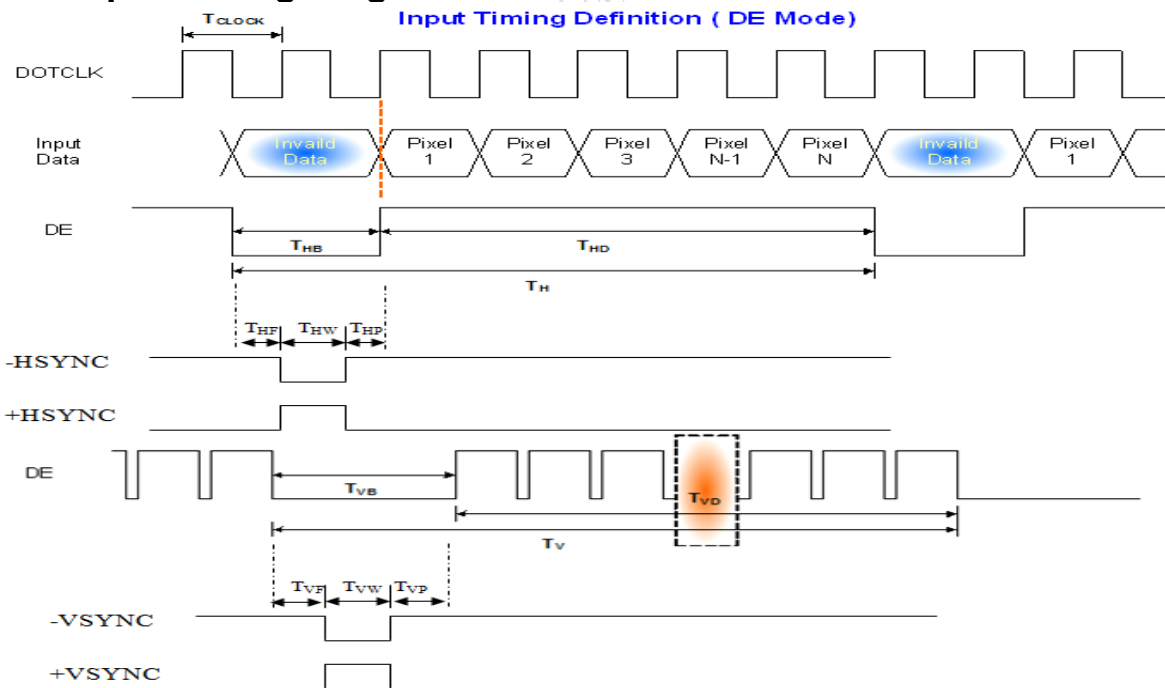 Input Timing Definition ( DE Mode)
TCLOCK
DOTCLK
Input
Data
Invaild
Data
Pixel
1
Pixel
2
Pixel
3
Pixel
N-1
Pixel
N
Invaild
Data
Pixel
1
DE
THB
THD
TH
THF
THW
THP
-HSYNC
+HSYNC
DE
TVB
TVD
TV
TVF
TVW
TVP
-VSYNC
+VSYNC